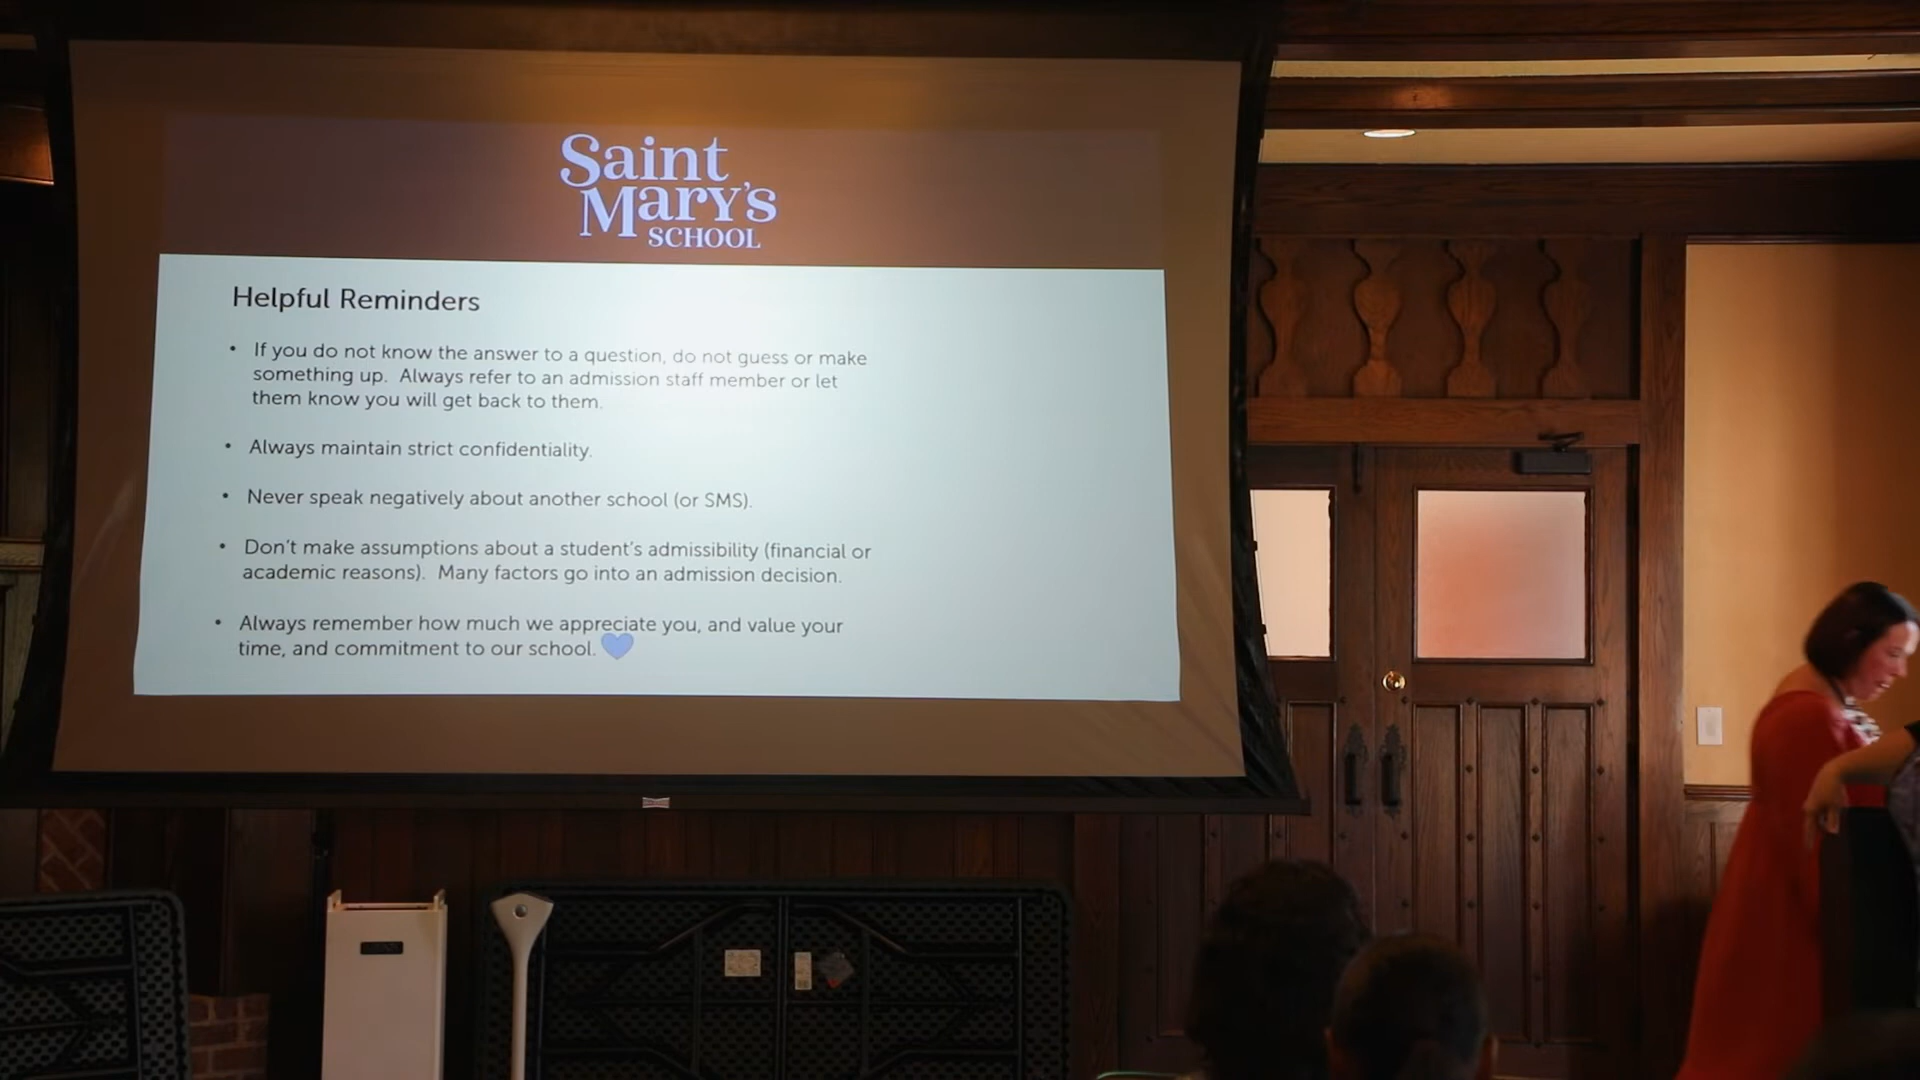 Saint
Mary's
SCHOOL
Helpful Reminders
• If you do not know the answer to a question, do not guess or make
something up. Always refer to an admission staff member or let
them know you will get back to them.
• Always maintain strict confidentiality.
• Never speak negatively about another school (or SMS).
• Don't make assumptions about a student's admissibility (financial or
academic reasons). Many factors go into an admission decision.
• Always remember how much we appreciate you, and value your
time, and commitment to our school.